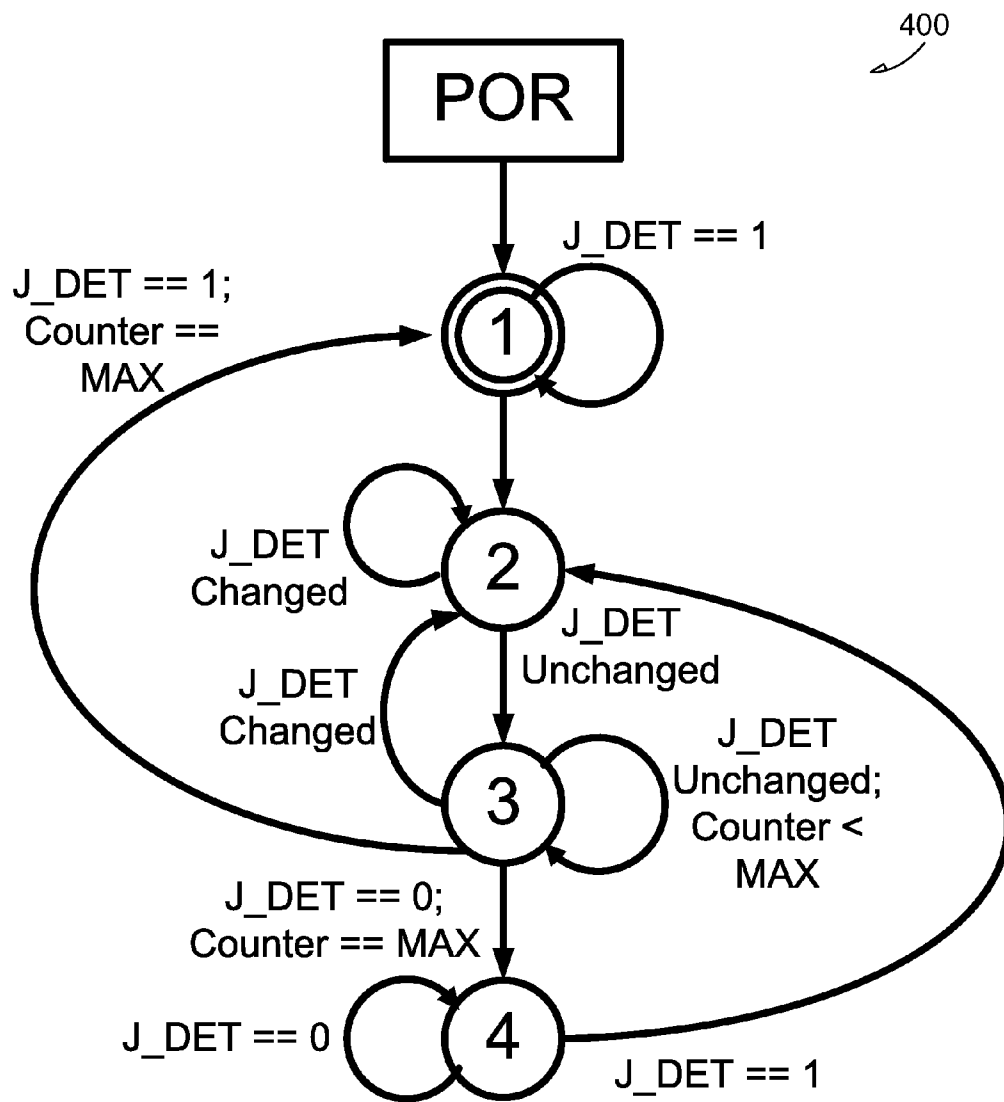 400
POR
J_DET == 1
J_DET == 1;
Counter ==
MAX
1
J_DET
Changed
2
J_DET
Unchanged
J_DET
Changed
3
J_DET
Unchanged;
Counter <
MAX
J_DET == 0;
Counter == MAX
J_DET == 0
4
J_DET == 1